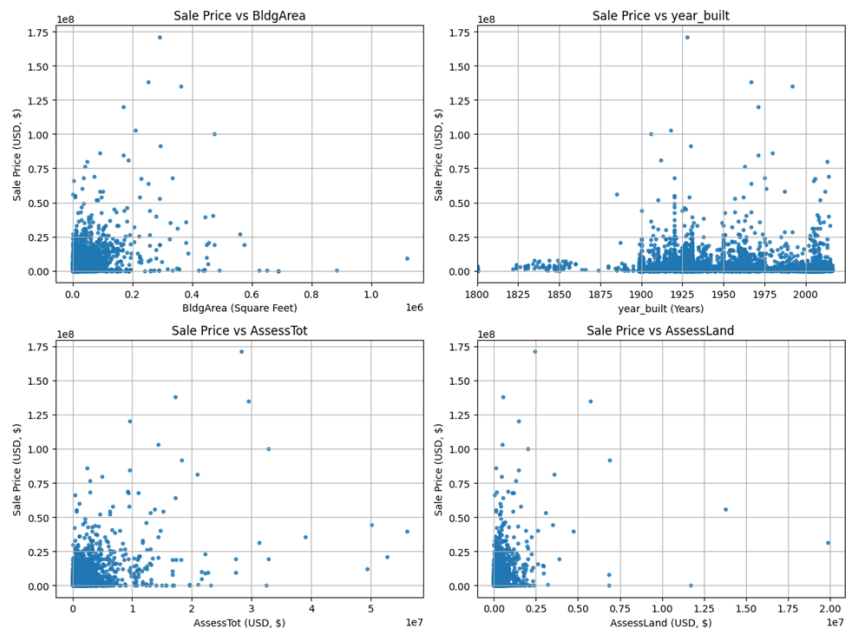 Sale Price vs BldgArea
1e8
Sale Price (USD, $)
1.75
1.50
1.25
1.00
0.75
0.50
0.25
0.00
0.0 0.2 0.4 0.6 0.8 1.0
1e6
BldgArea (Square Feet)
Sale Price vs year_built
1e8
Sale Price (USD, $)
1.75
1.50
1.25
1.00
0.75
0.50
0.25
0.00
1800 1825 1850 1875 1900 1925 1950 1975 2000
year_built (Years)
Sale Price vs AssessTot
1e8
Sale Price (USD, $)
1.75
1.50
1.25
1.00
0.75
0.50
0.25
0.00
0 1 2 3 4 5
1e7
AssessTot (USD, $)
Sale Price vs AssessLand
1e8
Sale Price (USD, $)
1.75
1.50
1.25
1.00
0.75
0.50
0.25
0.00
0.00 0.25 0.50 0.75 1.00 1.25 1.50 1.75 2.00
1e7
AssessLand (USD, $)